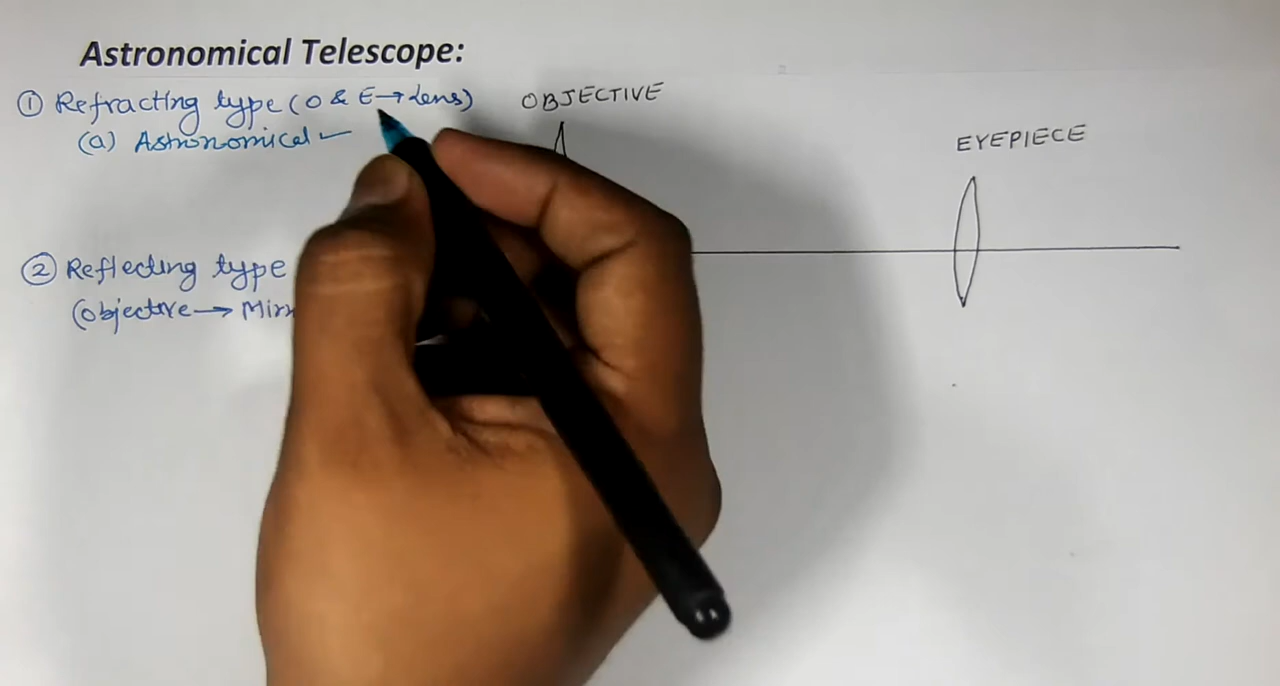 Astronomical Telescope:
① Refracting type (O & E → Lens)
(a) Astronomical ✓
② Reflecting type
(Objective →
OBJECTIVE
EYEPIECE